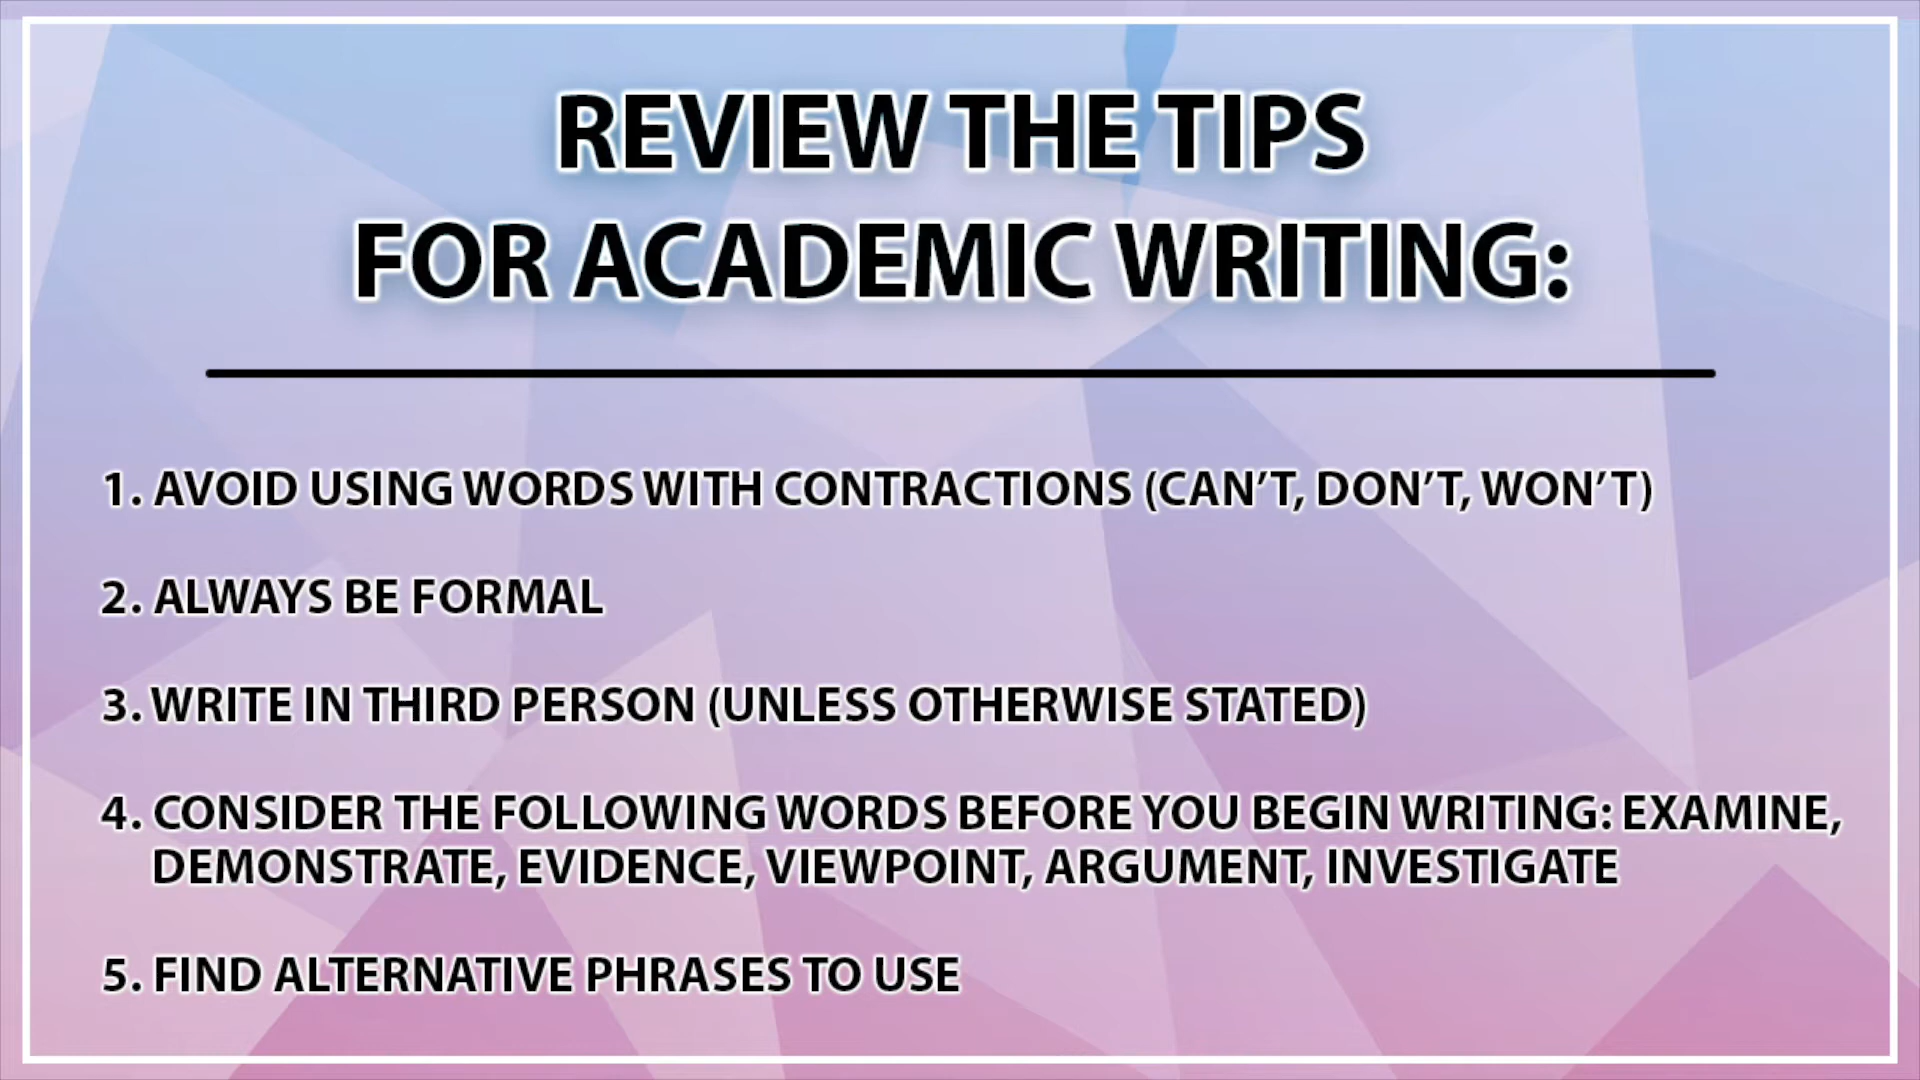 REVIEW THE TIPS
FOR ACADEMIC WRITING:
1. AVOID USING WORDS WITH CONTRACTIONS (CAN’T, DON’T, WON’T)
2. ALWAYS BE FORMAL
3. WRITE IN THIRD PERSON (UNLESS OTHERWISE STATED)
4. CONSIDER THE FOLLOWING WORDS BEFORE YOU BEGIN WRITING: EXAMINE,
DEMONSTRATE, EVIDENCE, VIEWPOINT, ARGUMENT, INVESTIGATE
5. FIND ALTERNATIVE PHRASES TO USE